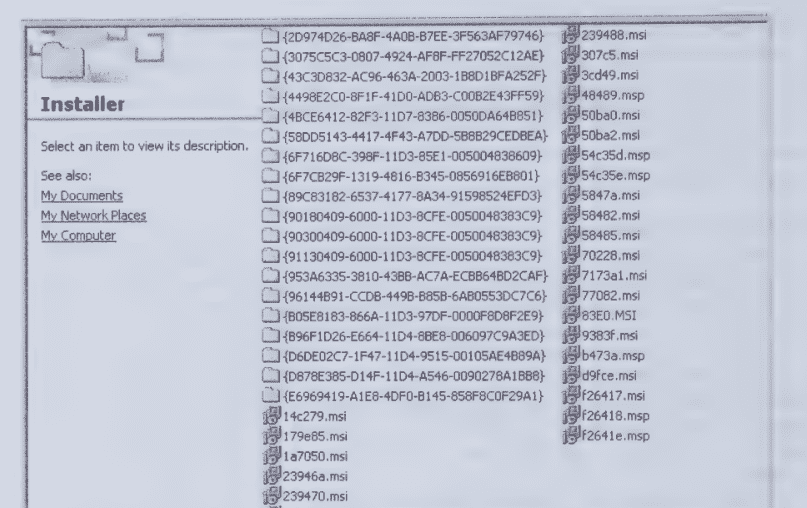 Installer
Select an item to view its description.
See also:
My Documents
My Network Places
My Computer
{2D974D26-BA8F-4A0B-B7EE-3F563AF79746}
{3075C5C3-0807-4924-AF8F-FF27052C12AE}
{43C3D832-AC96-463A-2003-1B8D1BFA252F}
{4498E2C0-8F1F-41D0-ADB3-C00B2E43FF59}
{4BCE6412-82F3-11D7-8386-0050DA64B851}
{58DD5143-4417-4F43-A7DD-5B8B29CEDBEA}
{6F716D8C-398F-11D3-85E1-005004838609}
{6F7CB29F-1319-4816-B345-0856916EB801}
{89C83182-6537-4177-8A34-91598524EFD3}
{90180409-6000-11D3-8CFE-0050048383C9}
{90300409-6000-11D3-8CFE-0050048383C9}
{91130409-6000-11D3-8CFE-0050048383C9}
{953A6335-3810-43BB-AC7A-ECBB64BD2CAF}
{96144B91-CCDB-449B-B85B-6AB0553DC7C6}
{B05E8183-866A-11D3-97DF-0000F8D8F2E9}
{B96F1D26-E664-11D4-8BE8-006097C9A3ED}
{D6DE02C7-1F47-11D4-9515-00105AE4B89A}
{D878E385-D14F-11D4-A546-0090278A1BB8}
{E6969419-A1E8-4DF0-B145-858F8C0F29A1}
14c279.msi
179e85.msi
1a7050.msi
23946a.msi
239470.msi
239488.msi
307c5.msi
3cd49.msi
48489.msp
50ba0.msi
50ba2.msi
54c35d.msp
54c35e.msp
5847a.msi
58482.msi
58485.msi
70228.msi
7173a1.msi
77082.msi
83E0.MSI
9383f.msi
b473a.msp
d9fce.msi
f26417.msi
f26418.msp
f2641e.msp